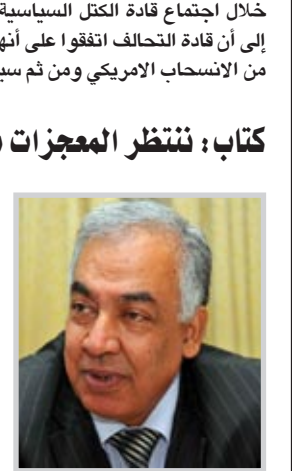 خلال اجتماع قادة الكتل السياسية
إلى أن قادة التحالف اتفقوا على أنه
من الانسحاب الامريكي ومن ثم
كتاب: ننتظر المعجزات